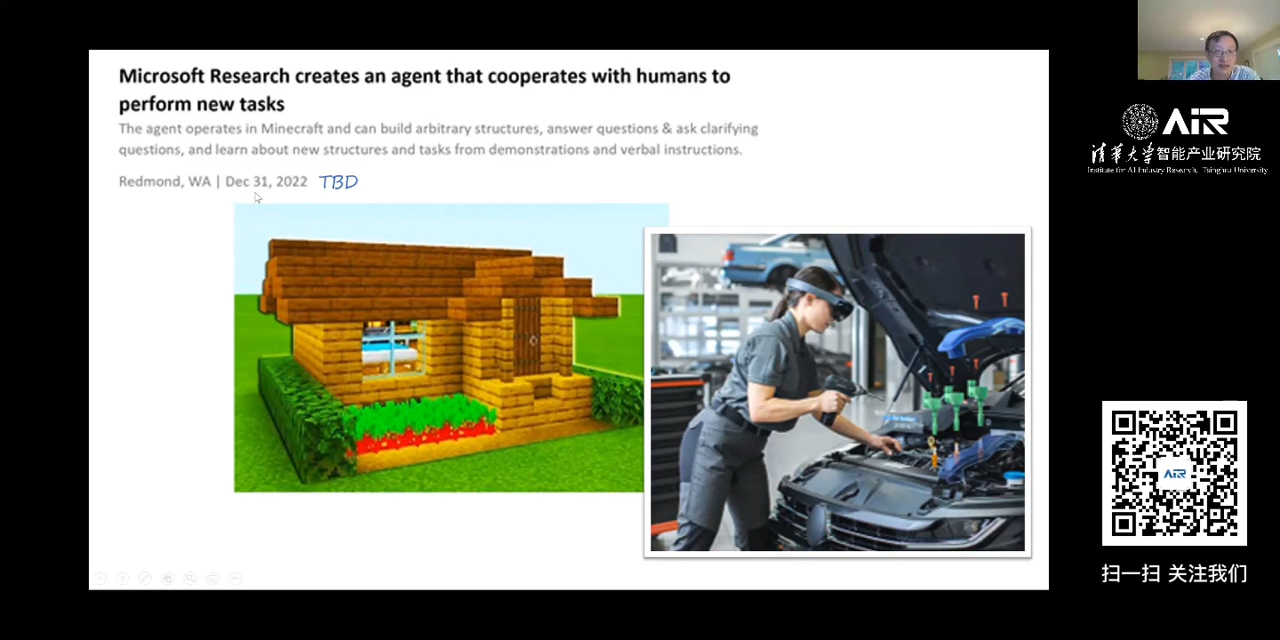 Microsoft Research creates an agent that cooperates with humans to
perform new tasks
The agent operates in Minecraft and can build arbitrary structures, answer questions & ask clarifying
questions, and learn about new structures and tasks from demonstrations and verbal instructions.
Redmond, WA | Dec 31, 2022 TBD
AIR
清华大学智能产业研究院
Institute for AI Industry Research, Tsinghua University
AIR
扫一扫 关注我们